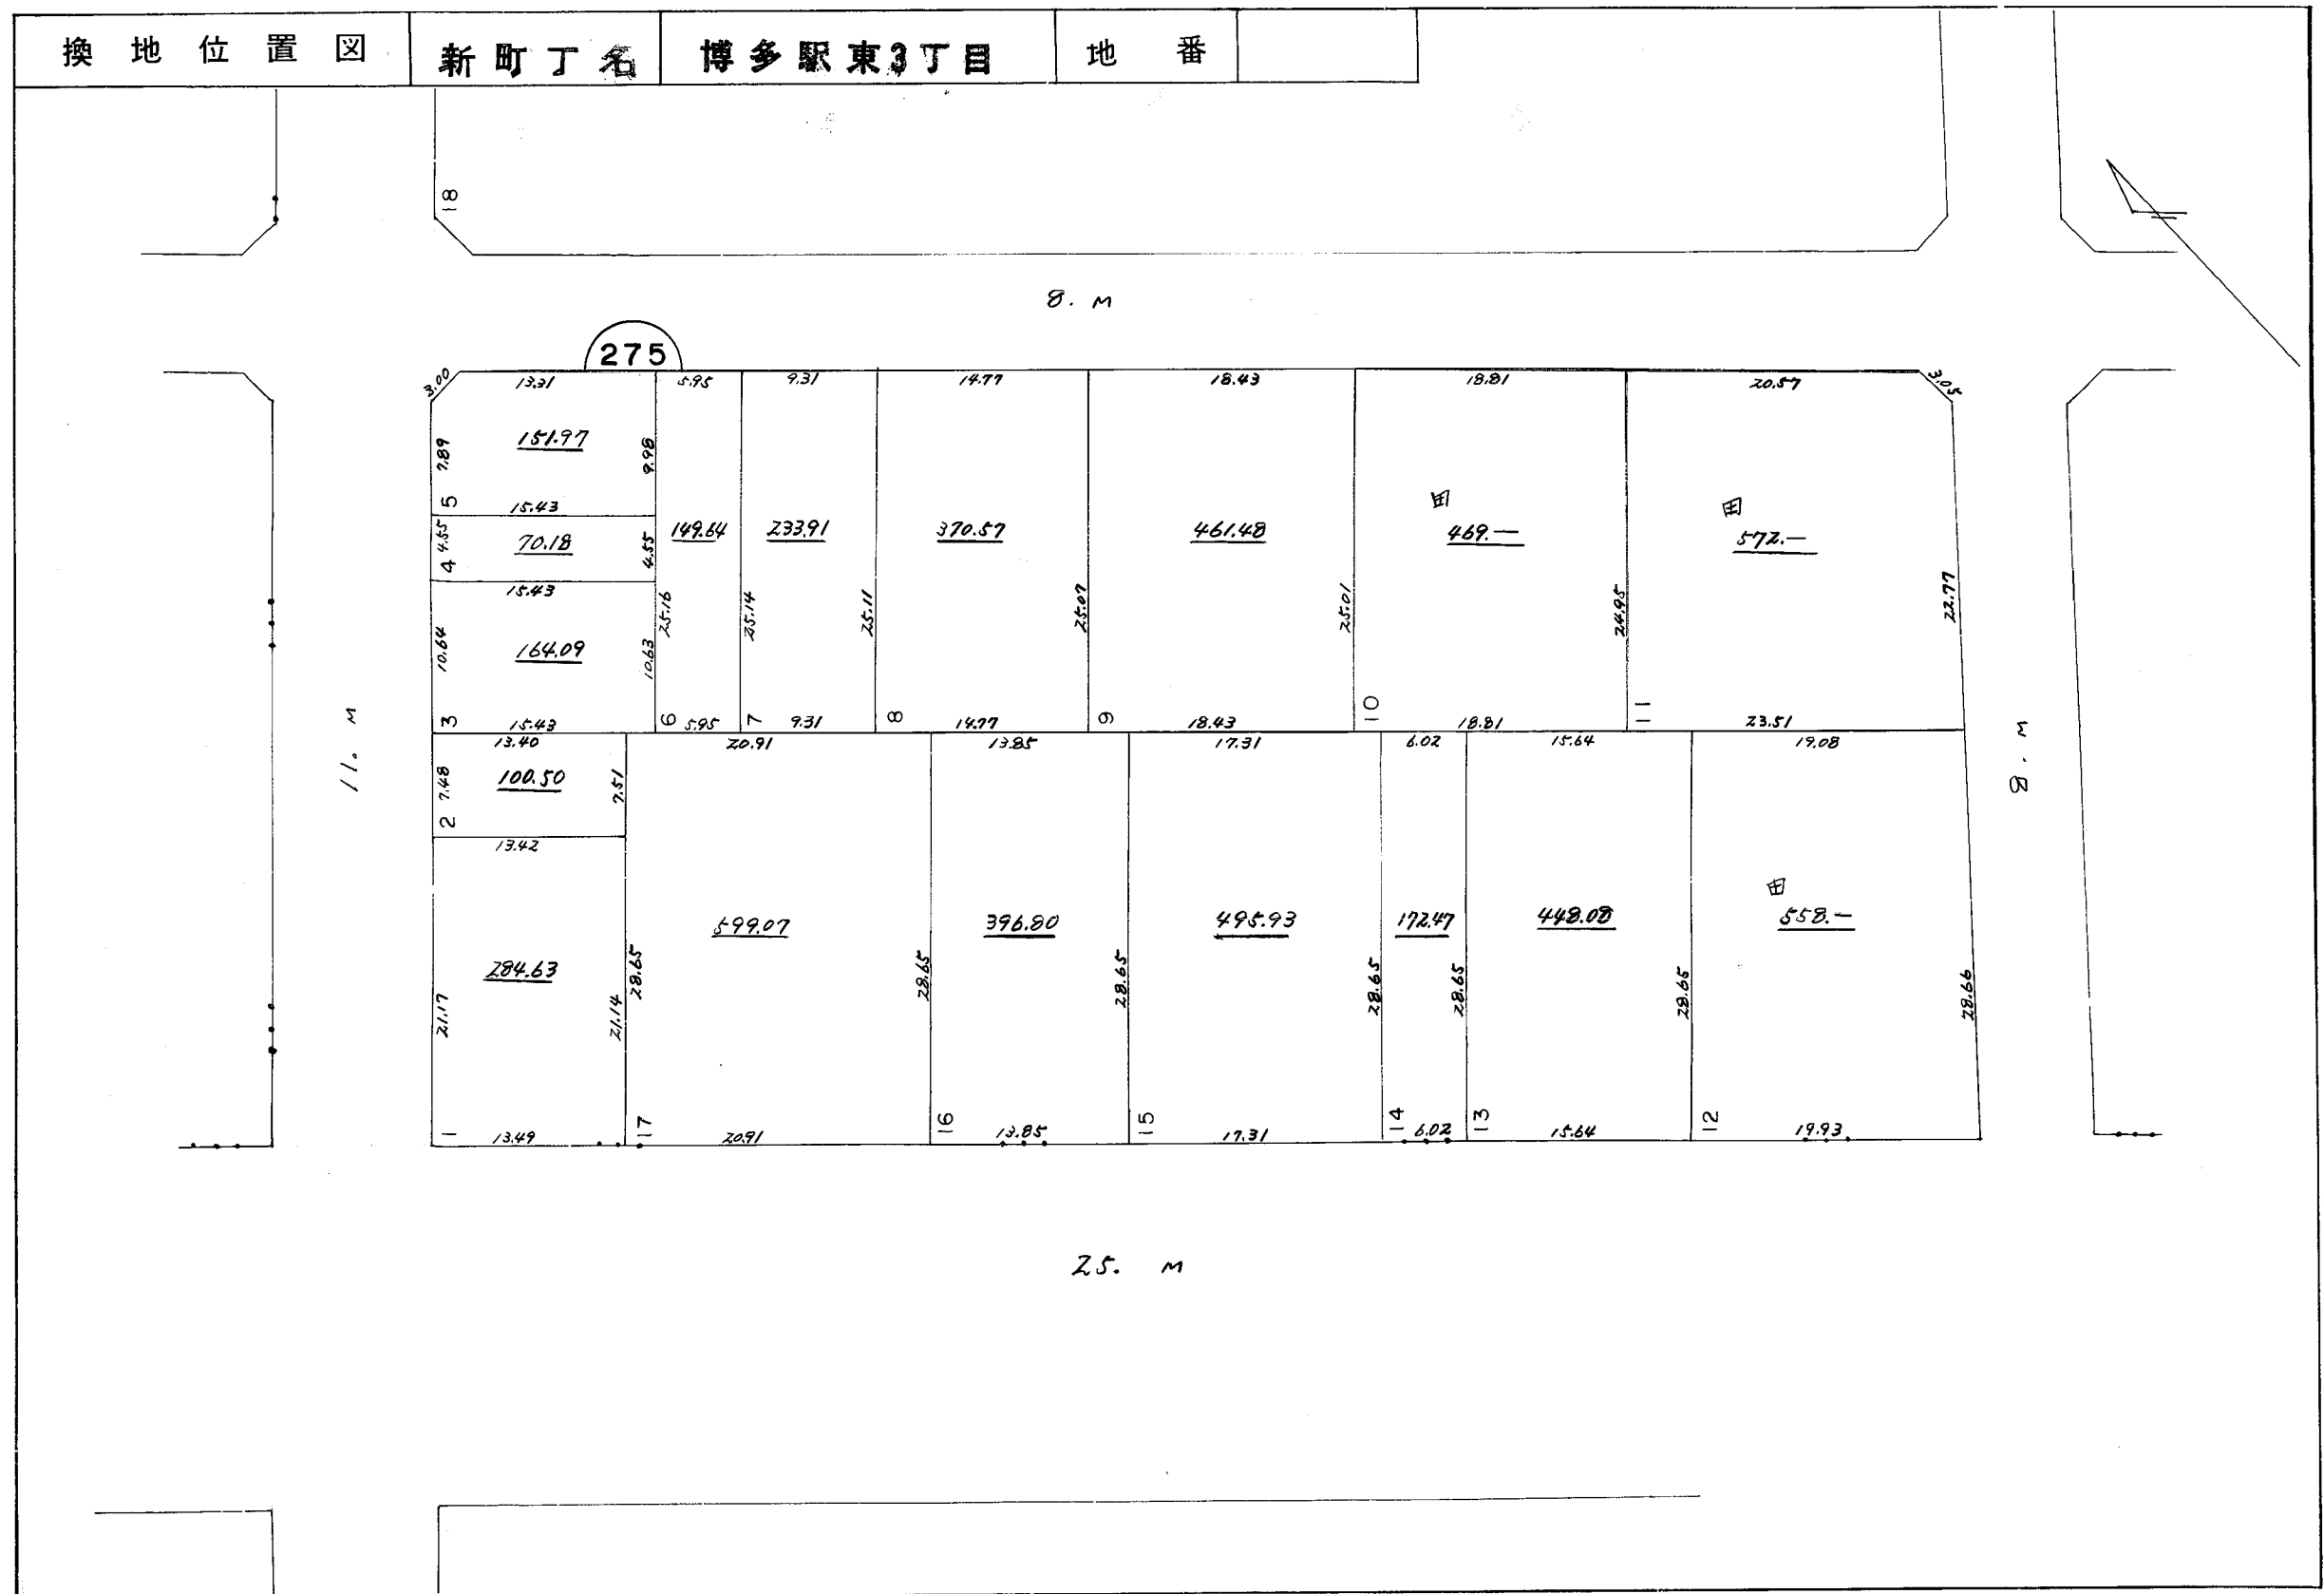 換地位置図 新町丁名 博多駅東3丁目 地番
18
8. M
275
3.00 13.31 5.95 9.31 14.77 18.43 18.81 20.57 3.05
7.89 151.97 9.98
5 15.43
4 4.55 70.18 4.55 149.64 233.91 370.57 461.48 田 469.— 田 572.—
15.43
10.64 164.09 10.63 25.16 25.14 25.11 25.07 25.01 24.95 22.77
3 15.43 6 5.95 7 9.31 8 14.77 9 18.43 10 18.81 11 23.51
11. M
8. M
13.40 20.91 13.85 17.31 6.02 15.64 19.08
2 7.48 100.50 7.51
13.42
284.63 599.07 396.80 495.93 172.47 448.08 田 558.—
21.17 21.14 28.65 28.65 28.65 28.65 28.65 28.65 28.66
1 13.49 17 20.91 16 13.85 15 17.31 14 6.02 13 15.64 12 19.93
25. M